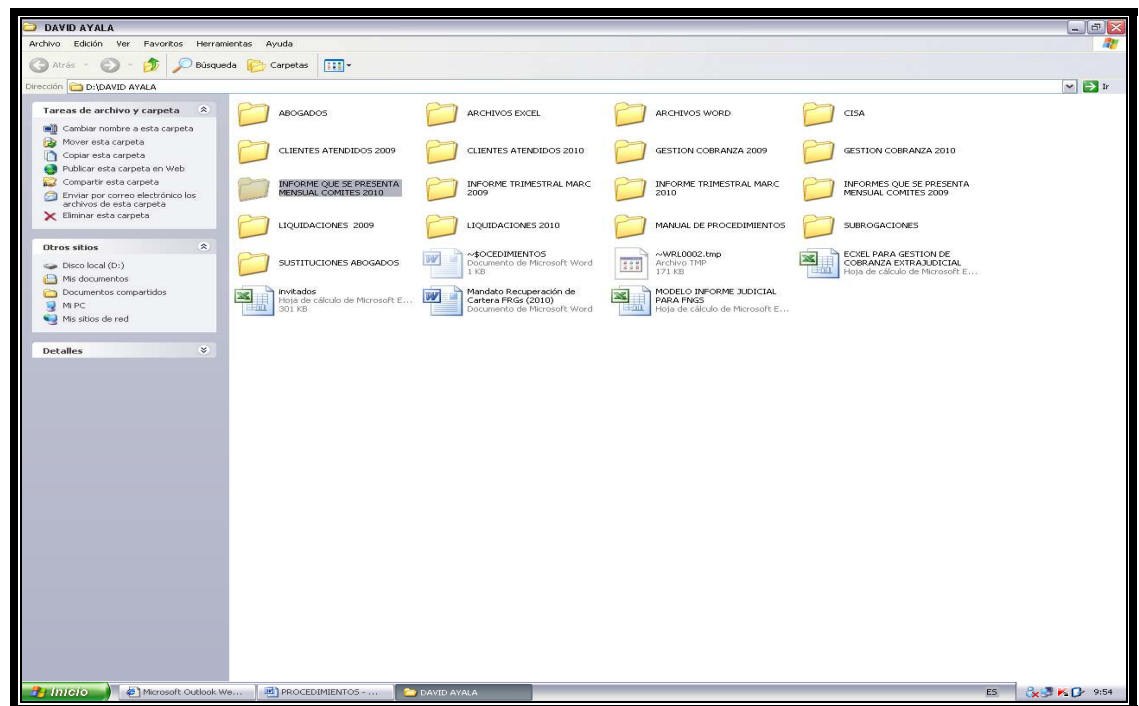 DAVID AYALA
Archivo Edición Ver Favoritos Herramientas Ayuda
Atrás Búsqueda Carpetas
Dirección D:\DAVID AYALA Ir
Tareas de archivo y carpeta
Cambiar nombre a esta carpeta
Mover esta carpeta
Copiar esta carpeta
Publicar esta carpeta en Web
Compartir esta carpeta
Enviar por correo electrónico los
archivos de esta carpeta
Eliminar esta carpeta
Otros sitios
Disco local (D:)
Mis documentos
Documentos compartidos
Mi PC
Mis sitios de red
Detalles
ABOGADOS
ARCHIVOS EXCEL
ARCHIVOS WORD
CISA
CLIENTES ATENDIDOS 2009
CLIENTES ATENDIDOS 2010
GESTION COBRANZA 2009
GESTION COBRANZA 2010
INFORME QUE SE PRESENTA
MENSUAL COMITES 2010
INFORME TRIMESTRAL MARC
2009
INFORME TRIMESTRAL MARC
2010
INFORMES QUE SE PRESENTA
MENSUAL COMITES 2009
LIQUIDACIONES 2009
LIQUIDACIONES 2010
MANUAL DE PROCEDIMIENTOS
SUBROGACIONES
SUSTITUCIONES ABOGADOS
~$OCEDIMIENTOS
Documento de Microsoft Word
1 KB
~WRL0002.tmp
Archivo TMP
171 KB
ECXEL PARA GESTION DE
COBRANZA EXTRAJUDICIAL
Hoja de cálculo de Microsoft E...
invitados
Hoja de cálculo de Microsoft E...
301 KB
Mandato Recuperación de
Cartera FRGs (2010)
Documento de Microsoft Word
MODELO INFORME JUDICIAL
PARA FNGS
Hoja de cálculo de Microsoft E...
Inicio Microsoft Outlook We... PROCEDIMIENTOS - ... DAVID AYALA ES 9:54